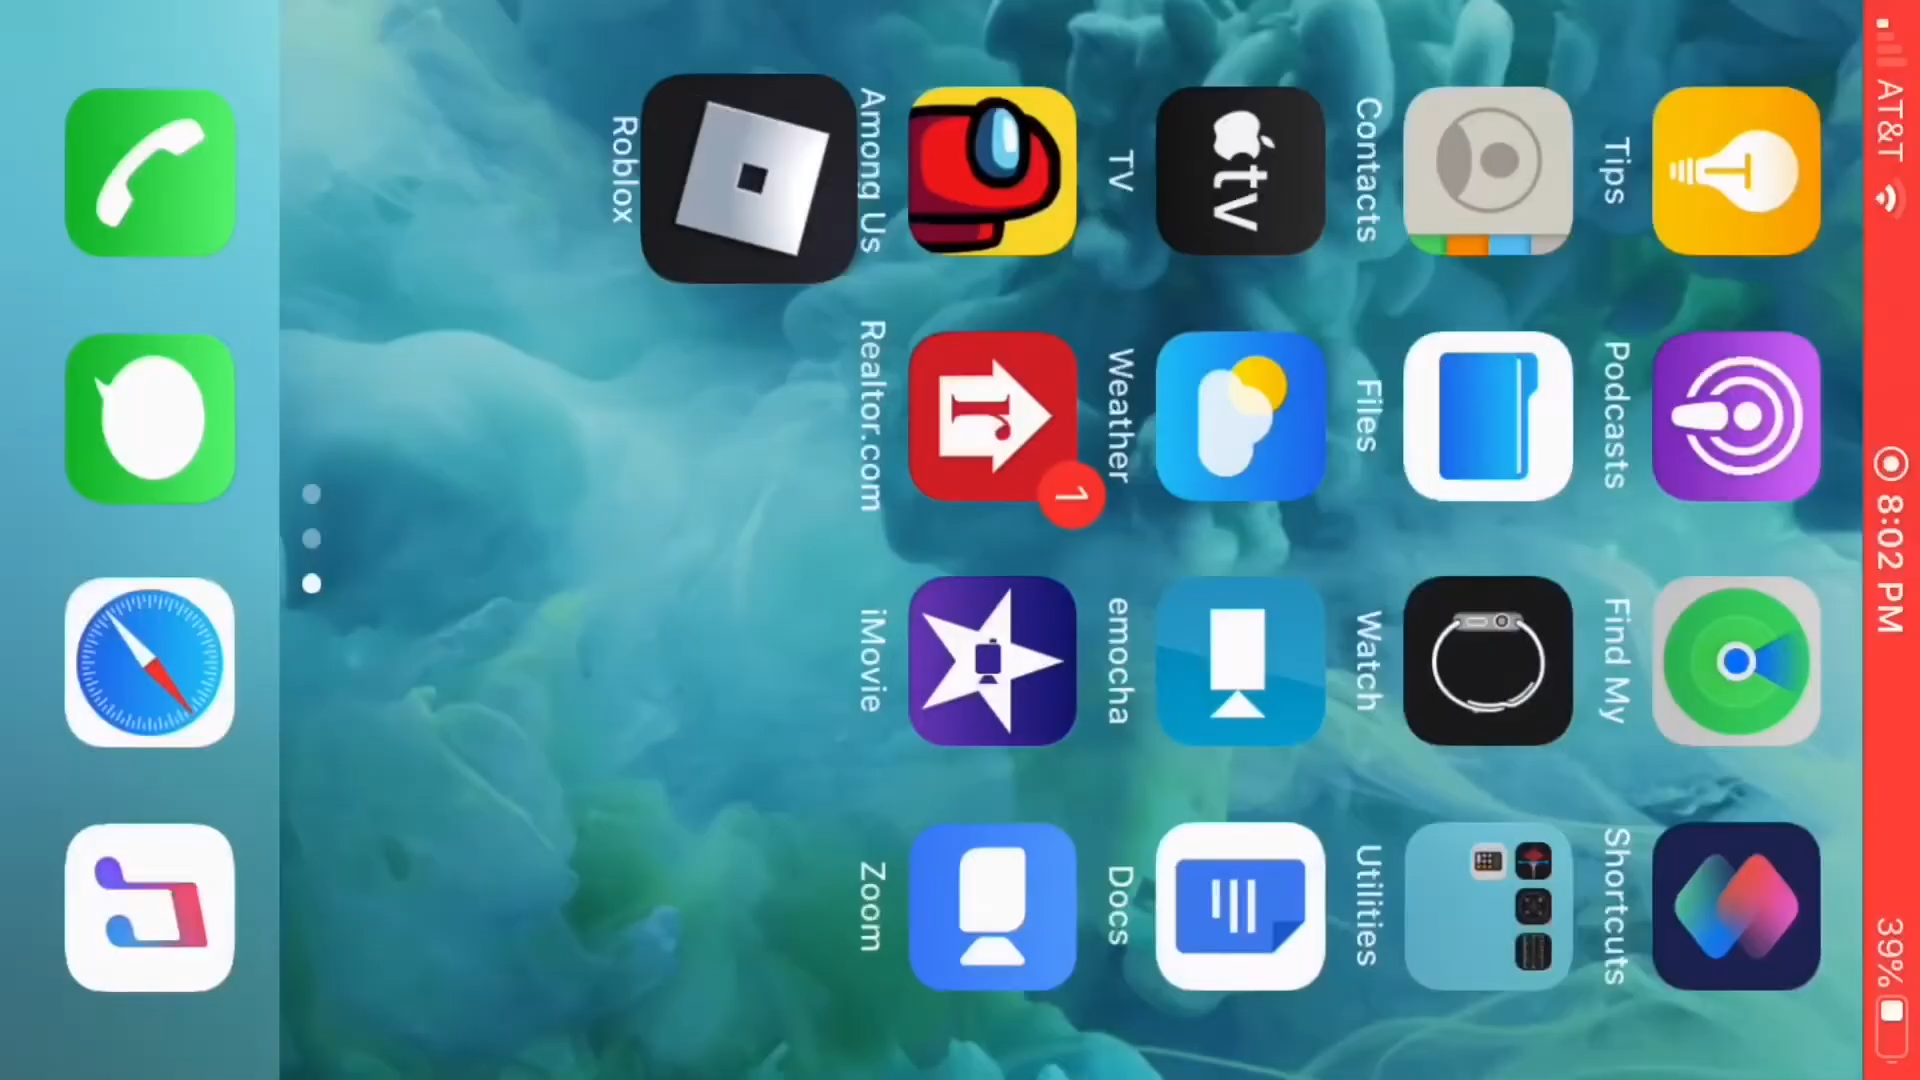 AT&T 8:02 PM 39%
Tips Podcasts Find My Shortcuts
tv
Contacts Files Watch Utilities
TV Weather emocha Docs
r 1
Among Us Realtor.com iMovie Zoom
Roblox